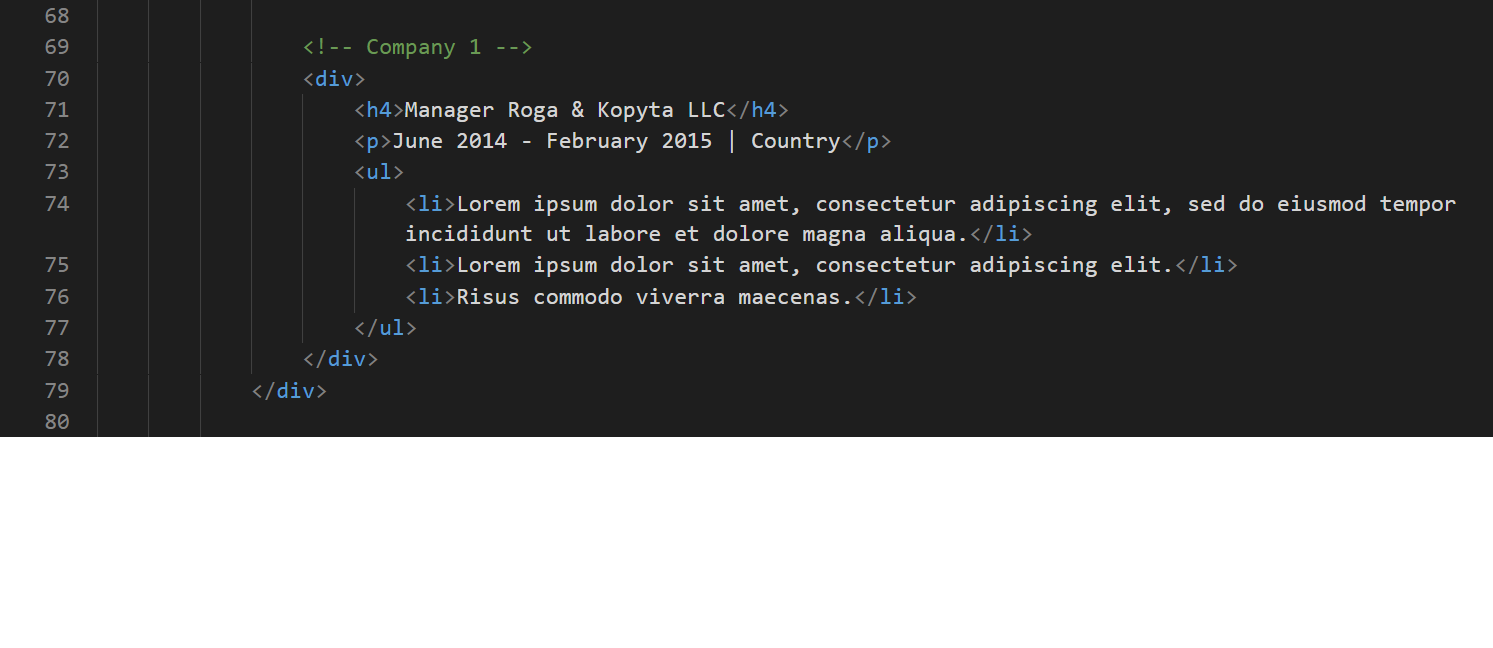 68
69 <!-- Company 1 -->
70 <div>
71 <h4>Manager Roga & Kopyta LLC</h4>
72 <p>June 2014 - February 2015 | Country</p>
73 <ul>
74 <li>Lorem ipsum dolor sit amet, consectetur adipiscing elit, sed do eiusmod tempor
incididunt ut labore et dolore magna aliqua.</li>
75 <li>Lorem ipsum dolor sit amet, consectetur adipiscing elit.</li>
76 <li>Risus commodo viverra maecenas.</li>
77 </ul>
78 </div>
79 </div>
80